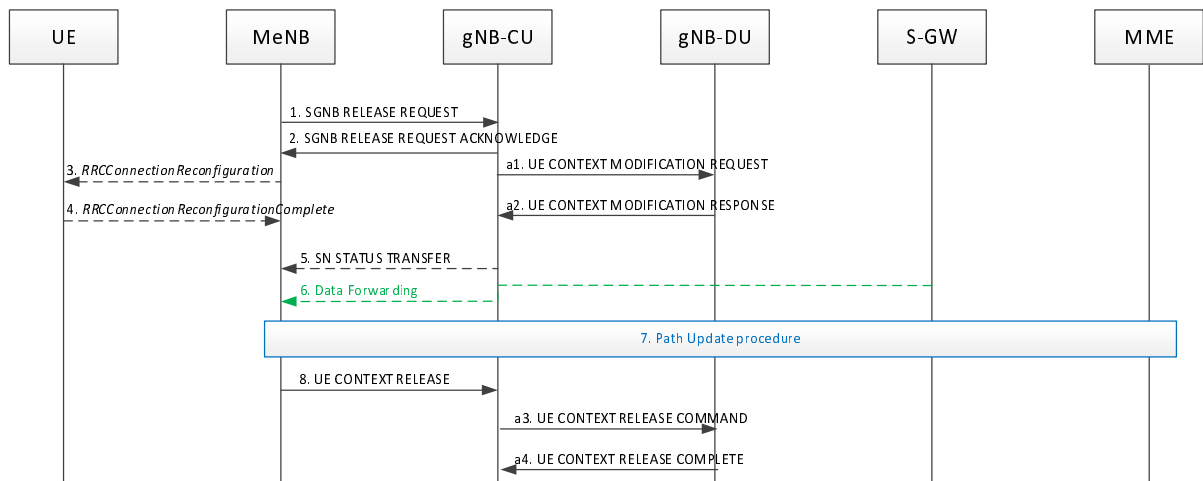 UE
MeNB
gNB-CU
gNB-DU
S-GW
MME
1. SGNB RELEASE REQUEST
2. SGNB RELEASE REQUEST ACKNOWLEDGE
a1. UE CONTEXT MODIFICATION REQUEST
3. RRCConnectionReconfiguration
4. RRCConnectionReconfigurationComplete
a2. UE CONTEXT MODIFICATION RESPONSE
5. SN STATUS TRANSFER
6. Data Forwarding
7. Path Update procedure
8. UE CONTEXT RELEASE
a3. UE CONTEXT RELEASE COMMAND
a4. UE CONTEXT RELEASE COMPLETE